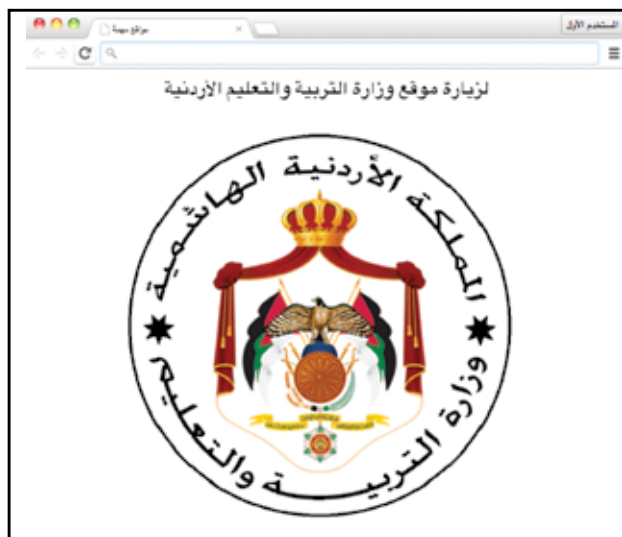 المستخدم الأول
مواقع مهمة
لزيارة موقع وزارة التربية والتعليم الأردنية
المملكة الأردنية الهاشمية
وزارة التربية والتعليم